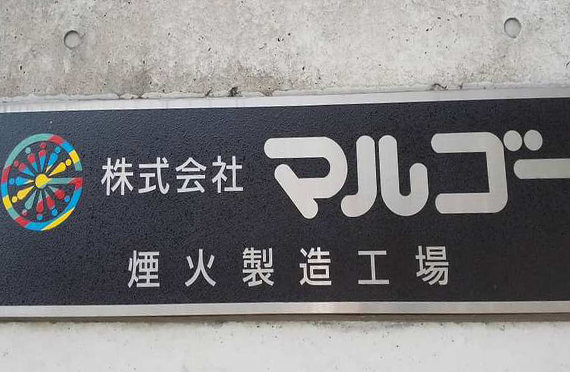 株式会社 マルゴー
煙火製造工場